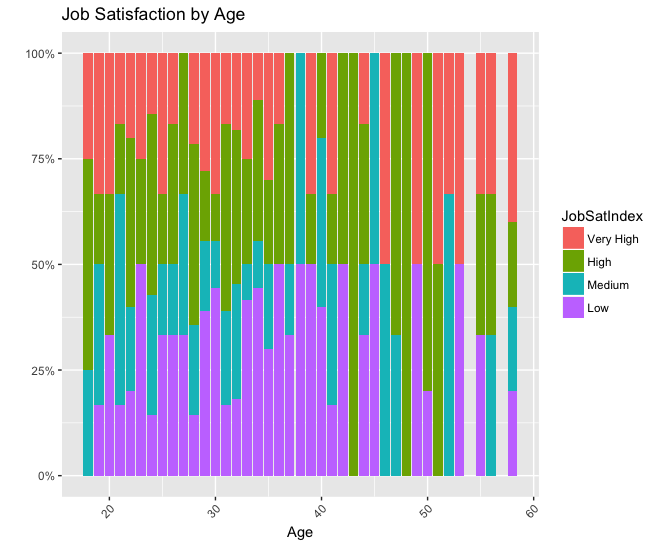 Job Satisfaction by Age
100%
75%
50%
25%
0%
20
30
40
50
60
Age
JobSatIndex
Very High
High
Medium
Low